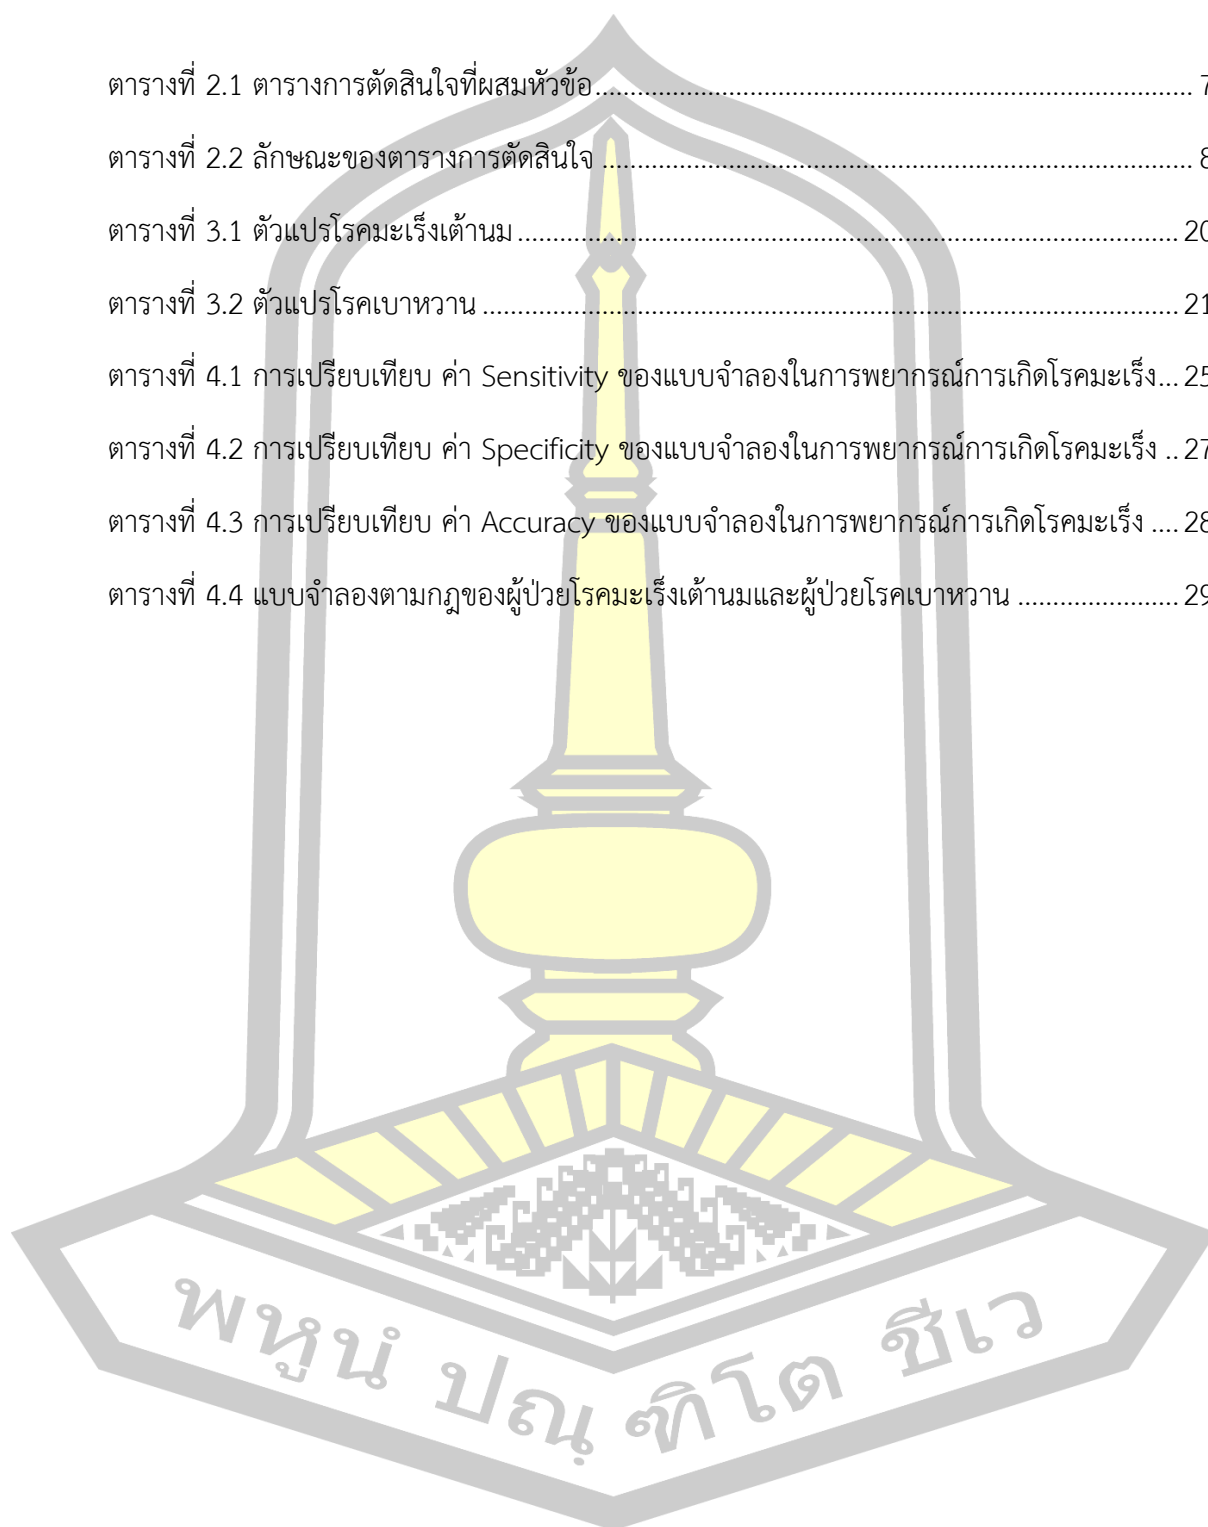 ตารางที่ 2.1 ตารางการตัดสินใจที่ผสมหัวข้อ........................................................................................ 7
ตารางที่ 2.2 ลักษณะของตารางการตัดสินใจ ....................................................................................... 8
ตารางที่ 3.1 ตัวแปรโรคมะเร็งเต้านม ................................................................................................ 20
ตารางที่ 3.2 ตัวแปรโรคเบาหวาน ..................................................................................................... 21
ตารางที่ 4.1 การเปรียบเทียบ ค่า Sensitivity ของแบบจำลองในการพยากรณ์การเกิดโรคมะเร็ง... 25
ตารางที่ 4.2 การเปรียบเทียบ ค่า Specificity ของแบบจำลองในการพยากรณ์การเกิดโรคมะเร็ง .. 27
ตารางที่ 4.3 การเปรียบเทียบ ค่า Accuracy ของแบบจำลองในการพยากรณ์การเกิดโรคมะเร็ง .... 28
ตารางที่ 4.4 แบบจำลองตามกฎของผู้ป่วยโรคมะเร็งเต้านมและผู้ป่วยโรคเบาหวาน ....................... 29
พหูนํ ปณฺฑิโต ชีเว